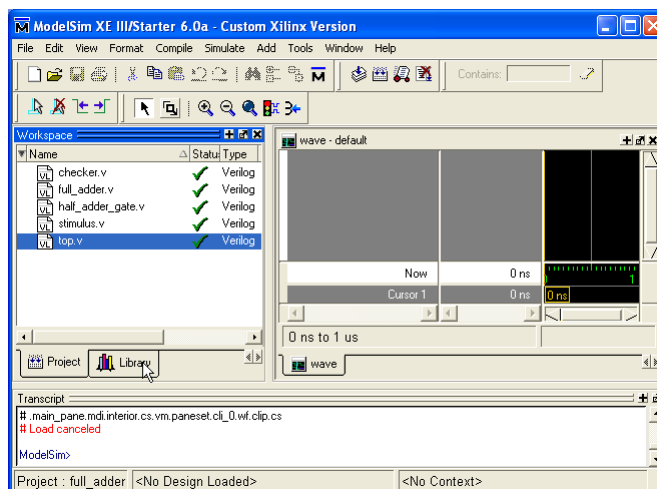 ModelSim XE III/Starter 6.0a - Custom Xilinx Version
File Edit View Format Compile Simulate Add Tools Window Help
Contains:
Workspace
Name Status Type
checker.v Verilog
full_adder.v Verilog
half_adder_gate.v Verilog
stimulus.v Verilog
top.v Verilog
Project Library
wave - default
Now 0 ns 1
Cursor 1 0 ns 0 ns
0 ns to 1 us
wave
Transcript
# .main_pane.mdi.interior.cs.vm.paneset.cli_0.wf.clip.cs
# Load canceled
ModelSim>
Project : full_adder <No Design Loaded> <No Context>